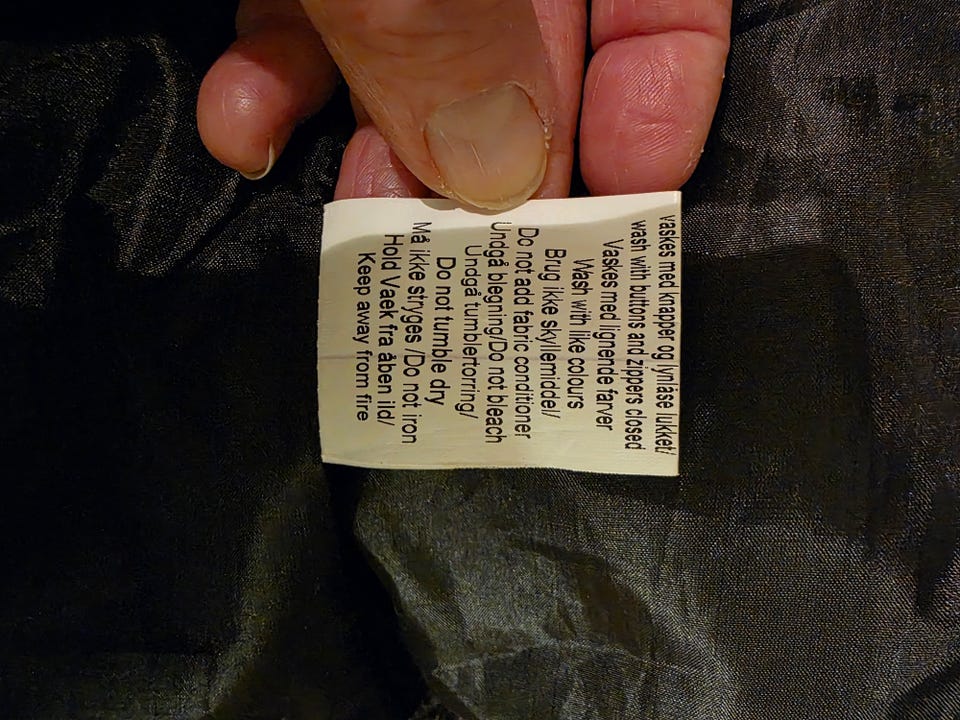 vaskes med knapper og lynlåse lukket/
wash with buttons and zippers closed
Vaskes med lignende farver
Wash with like colours
Brug ikke skyllemiddel/
Do not add fabric conditioner
Undgå blegning/Do not bleach
Undgå tumblertorring/
Do not tumble dry
Må ikke stryges /Do not iron
Hold Vaek fra åben ild/
Keep away from fire